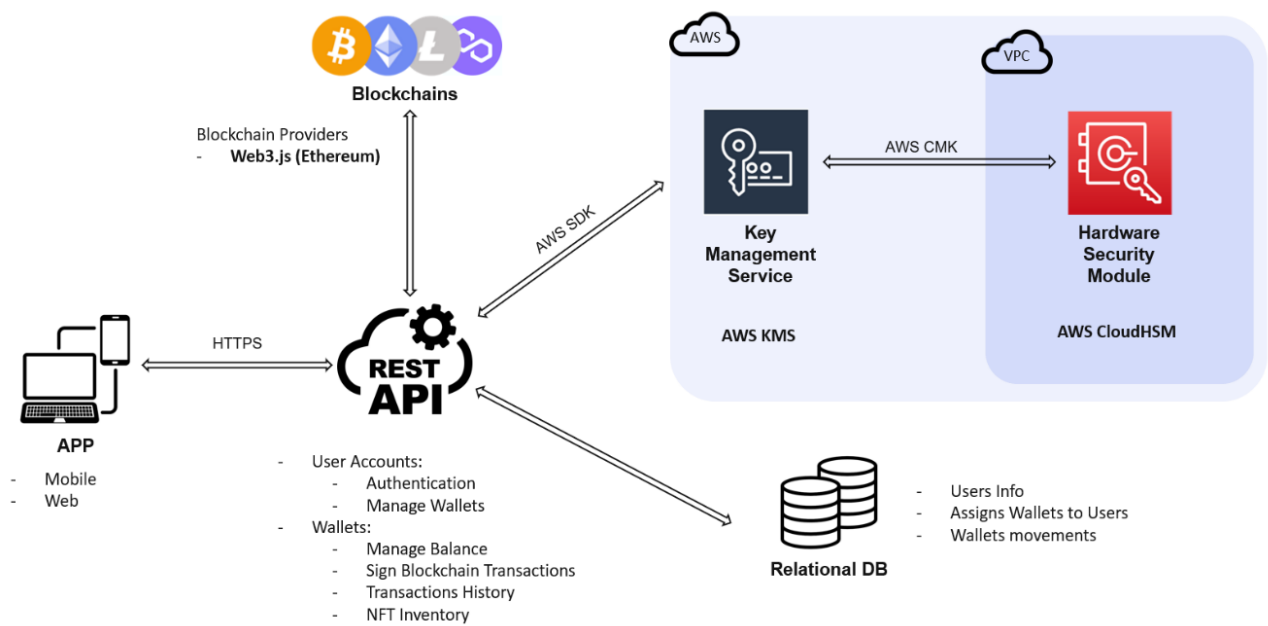 Blockchains
Blockchain Providers
- Web3.js (Ethereum)
AWS
VPC
AWS SDK
AWS CMK
Key
Management
Service
AWS KMS
Hardware
Security
Module
AWS CloudHSM
HTTPS
REST
API
APP
- Mobile
- Web
- User Accounts:
- Authentication
- Manage Wallets
- Wallets:
- Manage Balance
- Sign Blockchain Transactions
- Transactions History
- NFT Inventory
Relational DB
- Users Info
- Assigns Wallets to Users
- Wallets movements